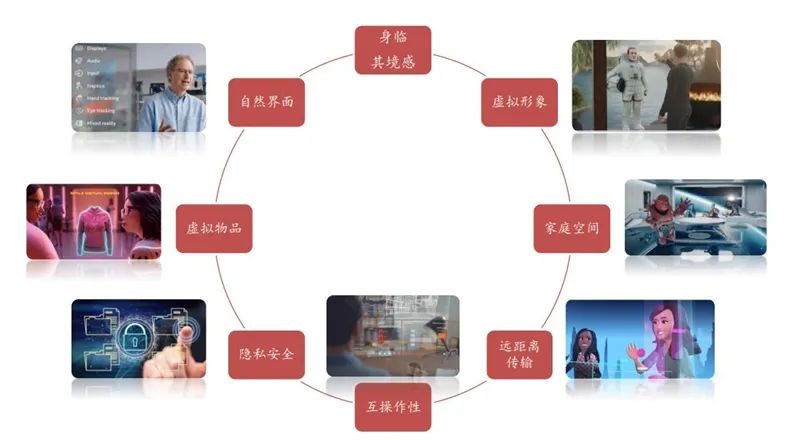 身临
其境感
自然界面
虚拟形象
Displays
Audio
Input
Haptics
Hand tracking
Eye tracking
Mixed reality
虚拟物品
家庭空间
隐私安全
远距离
传输
互操作性